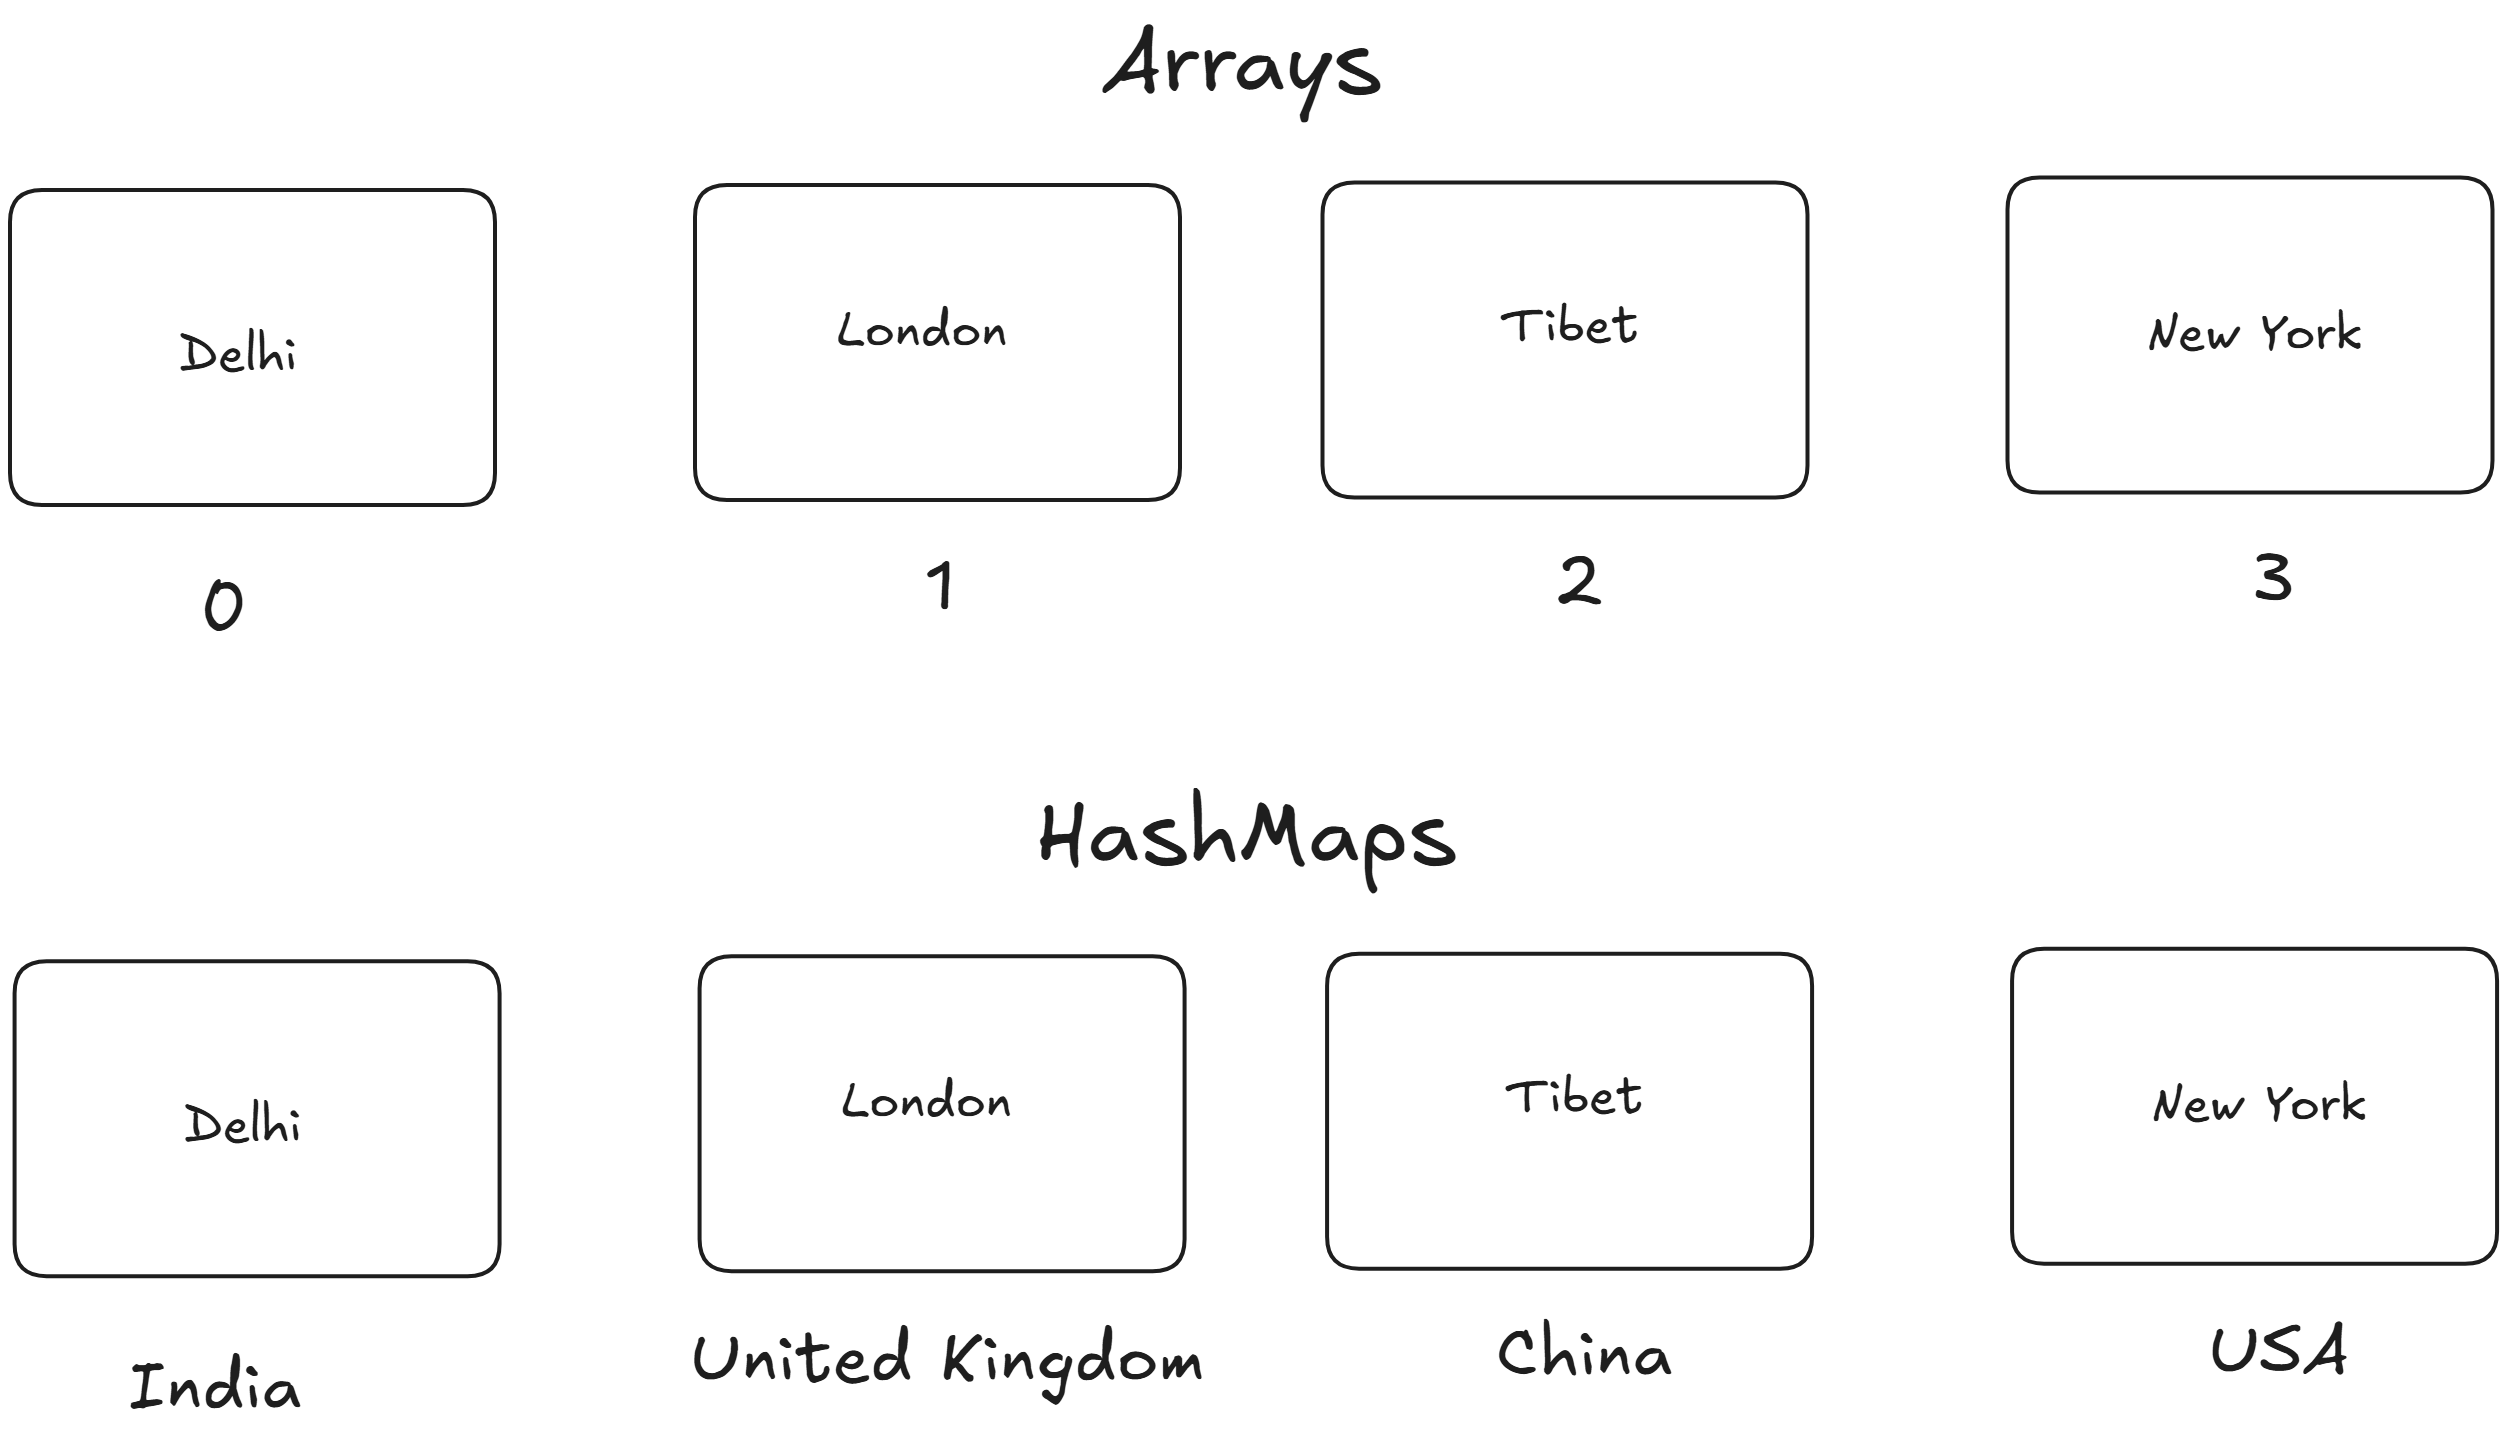 Arrays
Delhi
London
Tibet
New York
0
1
2
3
HashMaps
Delhi
London
Tibet
New York
India
United Kingdom
China
USA